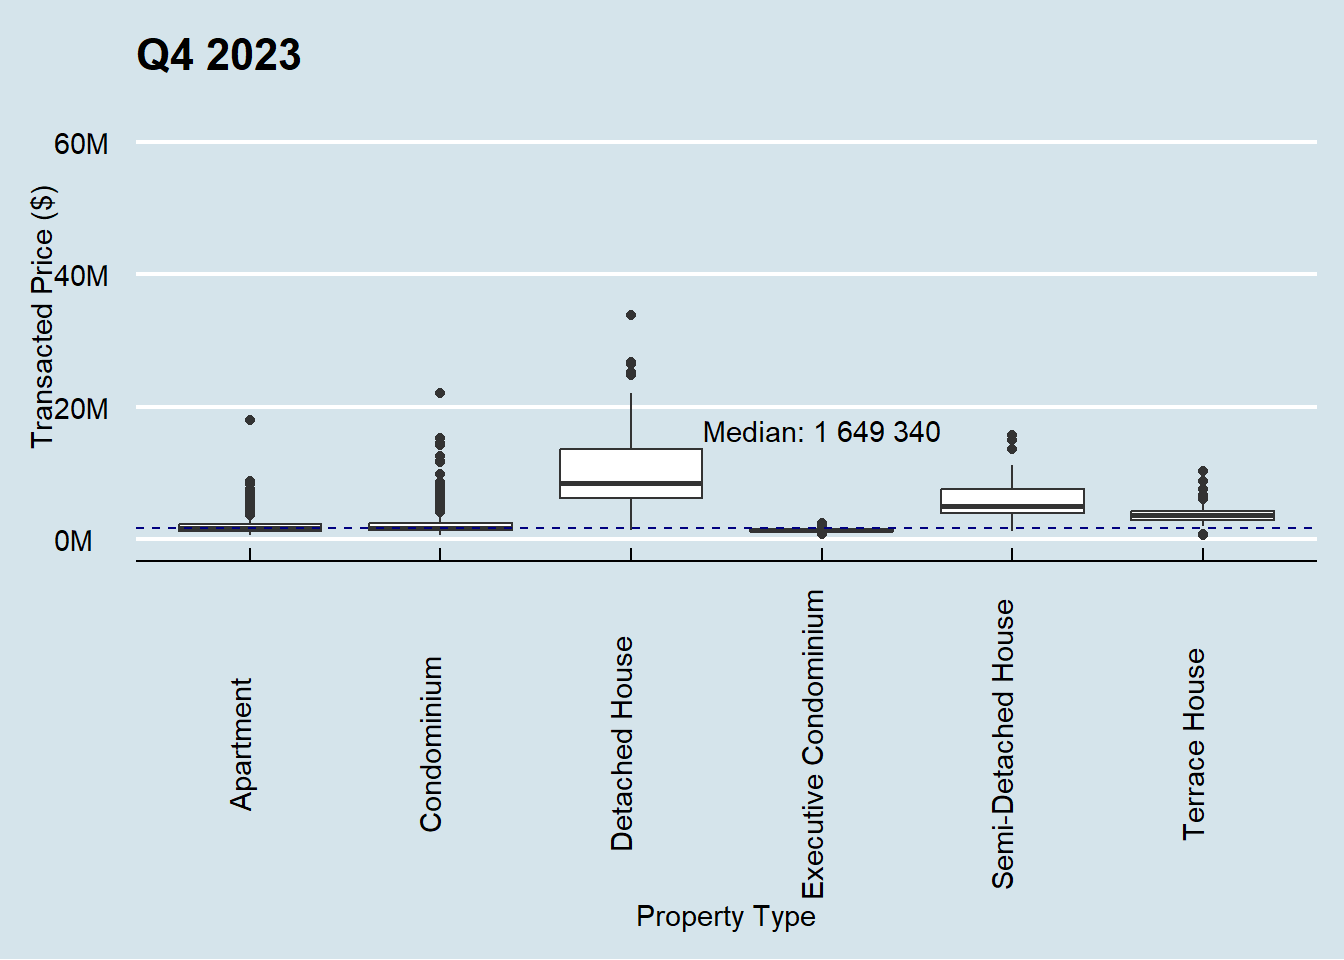 Q4 2023
60M
40M
20M
0M
Transacted Price ($)
Median: 1 649 340
Apartment
Condominium
Detached House
Executive Condominium
Semi-Detached House
Terrace House
Property Type